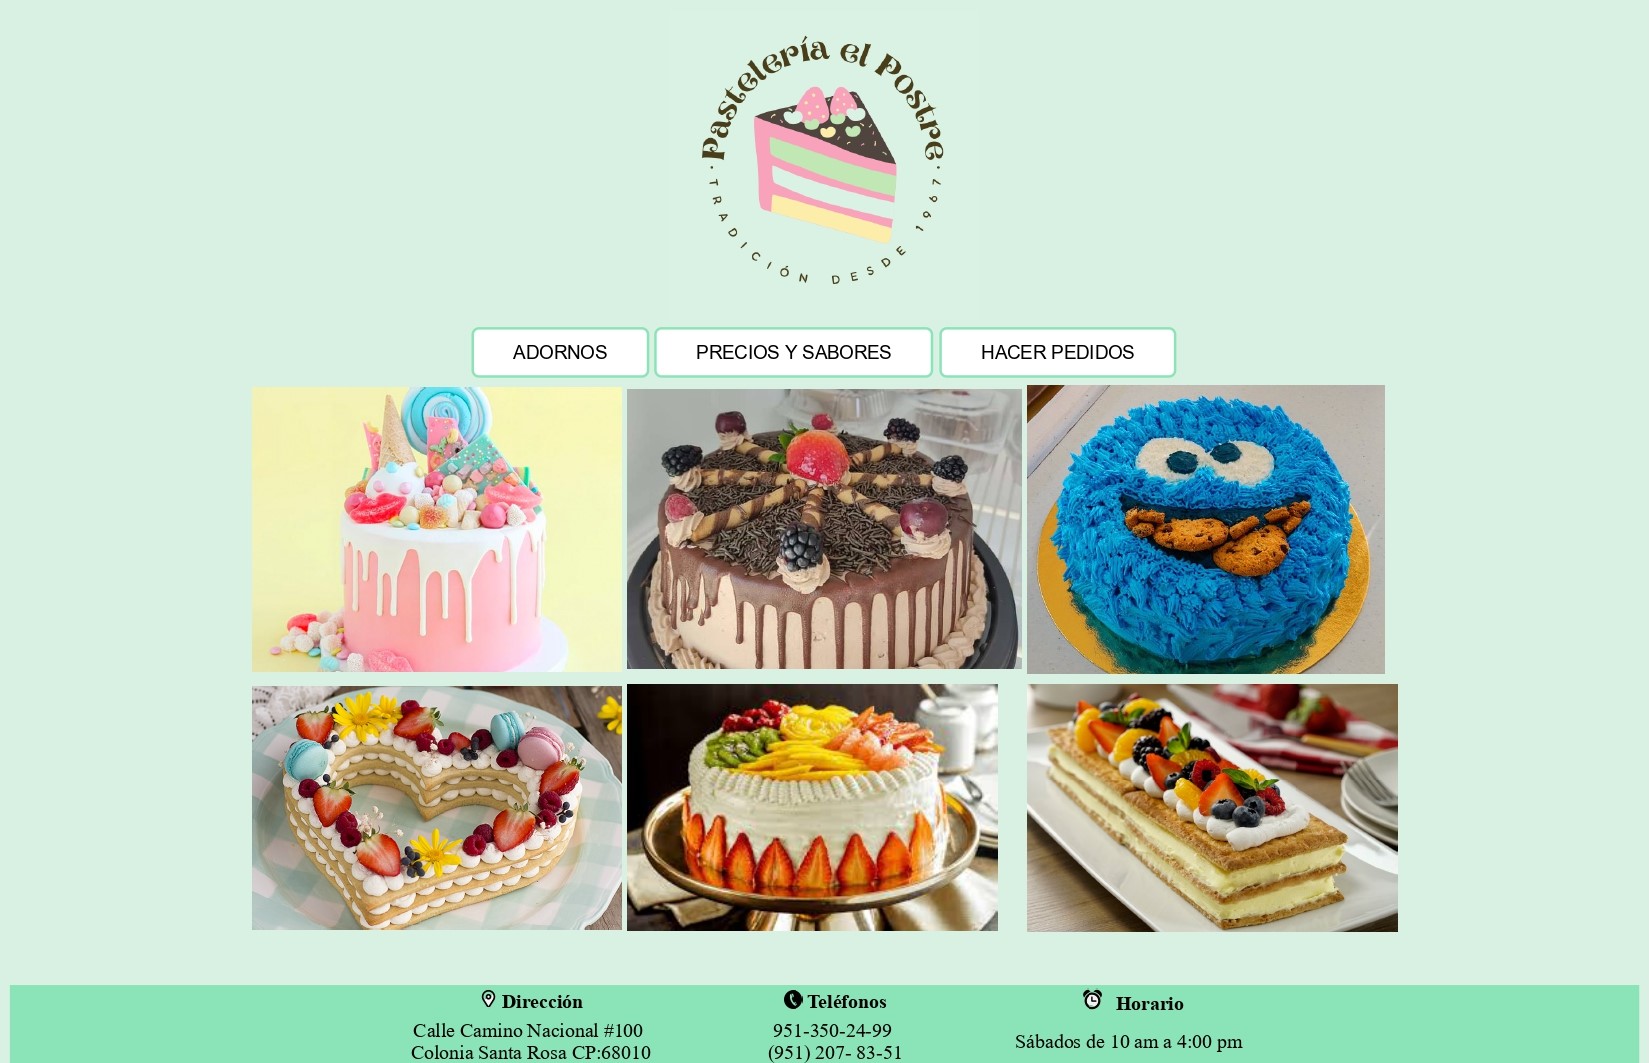 Pastelería el Postre
· TRADICIÓN DESDE 1997 ·
ADORNOS
PRECIOS Y SABORES
HACER PEDIDOS
Dirección
Calle Camino Nacional #100
Colonia Santa Rosa CP:68010
Teléfonos
951-350-24-99
(951) 207- 83-51
Horario
Sábados de 10 am a 4:00 pm